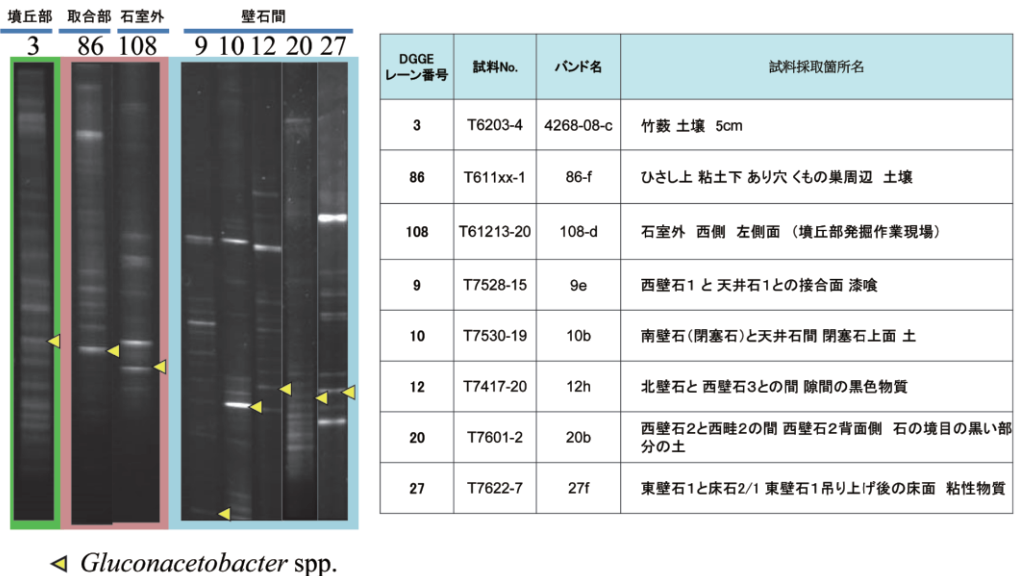 墳丘部 取合部 石室外 壁石間
3 86 108 9 10 12 20 27
Gluconacetobacter spp.
DGGE
レーン番号 試料No. バンド名 試料採取箇所名
3 T6203-4 4268-08-c 竹薮 土壌 5cm
86 T611xx-1 86-f ひさし上 粘土下 あり穴 くもの巣周辺 土壌
108 T61213-20 108-d 石室外 西側 左側面 (墳丘部発掘作業現場)
9 T7528-15 9e 西壁石1 と 天井石1との接合面 漆喰
10 T7530-19 10b 南壁石(閉塞石)と天井石間 閉塞石上面 土
12 T7417-20 12h 北壁石と 西壁石3との間 隙間の黒色物質
20 T7601-2 20b 西壁石2と西畦2の間 西壁石2背面側 石の境目の黒い部
分の土
27 T7622-7 27f 東壁石1と床石2/1 東壁石1吊り上げ後の床面 粘性物質